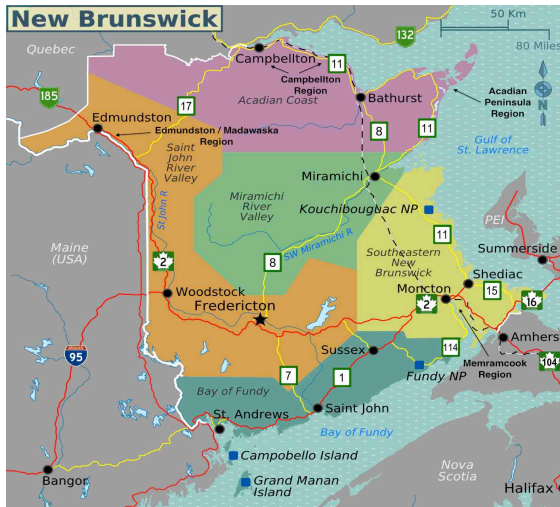 New Brunswick
50 Km
80 Miles
132
Quebec
Campbellton
11
Campbellton
Region
185
17
Acadian Coast
Bathurst
Acadian
Peninsula
Region
Edmundston
Edmundston / Madawaska
Region
8
11
Gulf of
St. Lawrence
Saint
John
River
Valley
Miramichi
Miramichi
River
Valley
Kouchibouguac NP
St John R
PEI
11
SW Miramichi R
Maine
(USA)
2
8
Southeastern
New
Brunswick
Summerside
Shediac
Woodstock
Moncton
15
16
2
Fredericton
Amhers
95
Sussex
114
Memramcook
Region
104
7
1
Fundy NP
Bay of Fundy
St. Andrews
Saint John
Bay of Fundy
Campobello Island
Nova
Scotia
Bangor
Grand Manan
Island
Halifax